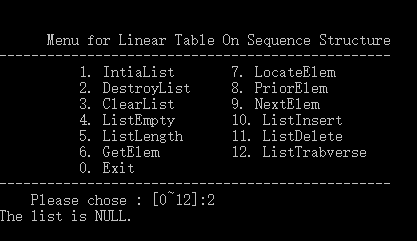 Menu for Linear Table On Sequence Structure
-------------------------------------------------
1. IntiaList 7. LocateElem
2. DestroyList 8. PriorElem
3. ClearList 9. NextElem
4. ListEmpty 10. ListInsert
5. ListLength 11. ListDelete
6. GetElem 12. ListTrabverse
0. Exit
-------------------------------------------------
Please chose : [0~12]:2
The list is NULL.